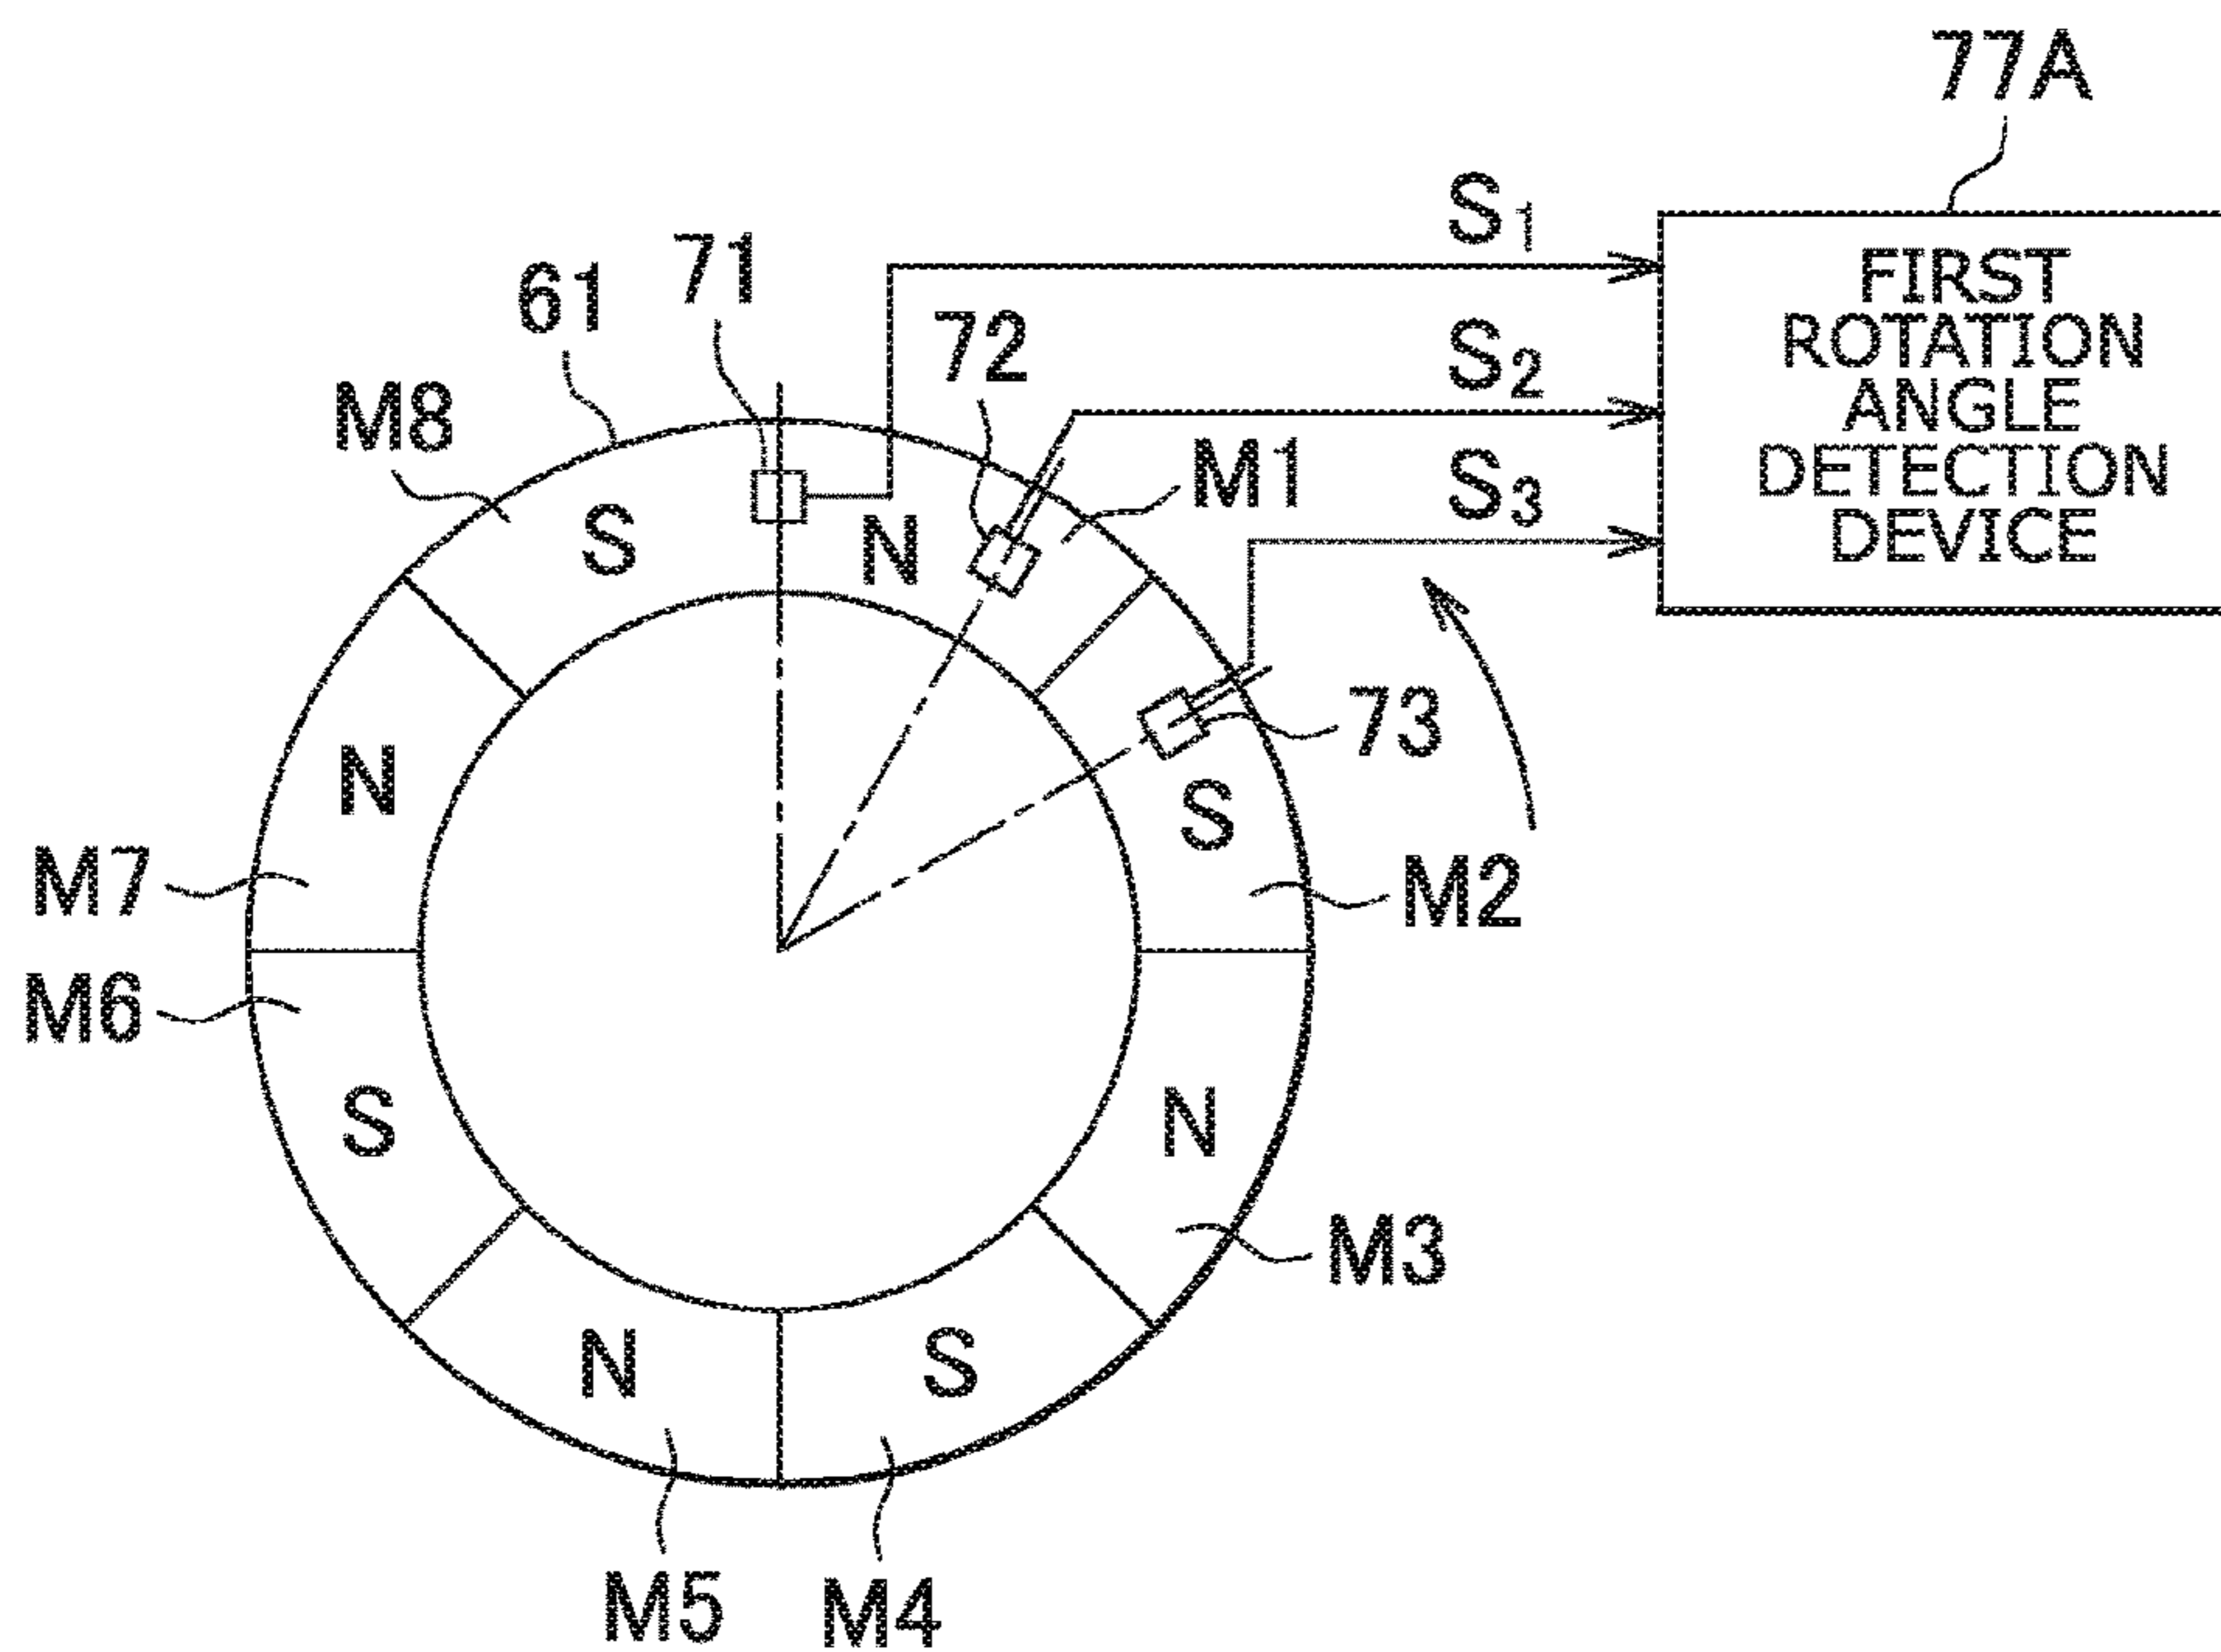 77A
S1
FIRST
ROTATION
ANGLE
DETECTION
DEVICE
S2
S3
71
61
72
M8
M1
S
N
73
N
S
M7
M2
M6
S
N
M3
N
S
M5
M4